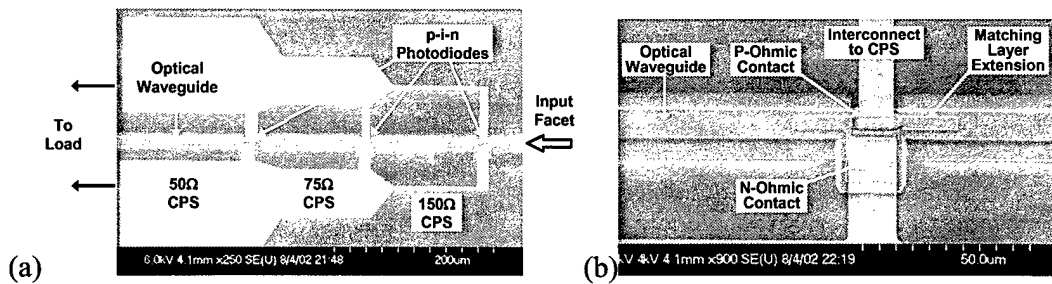 p-i-n
Photodiodes
Optical
Waveguide
Input
Facet
To
Load
50Ω
CPS
75Ω
CPS
150Ω
CPS
6.0kV 4.1mm x250 SE(U) 8/4/02 21:48
200um
(a)
Interconnect
to CPS
Optical
Waveguide
P-Ohmic
Contact
Matching
Layer
Extension
N-Ohmic
Contact
4kV 4.1mm x900 SE(U) 8/4/02 22:19
50.0um
(b)